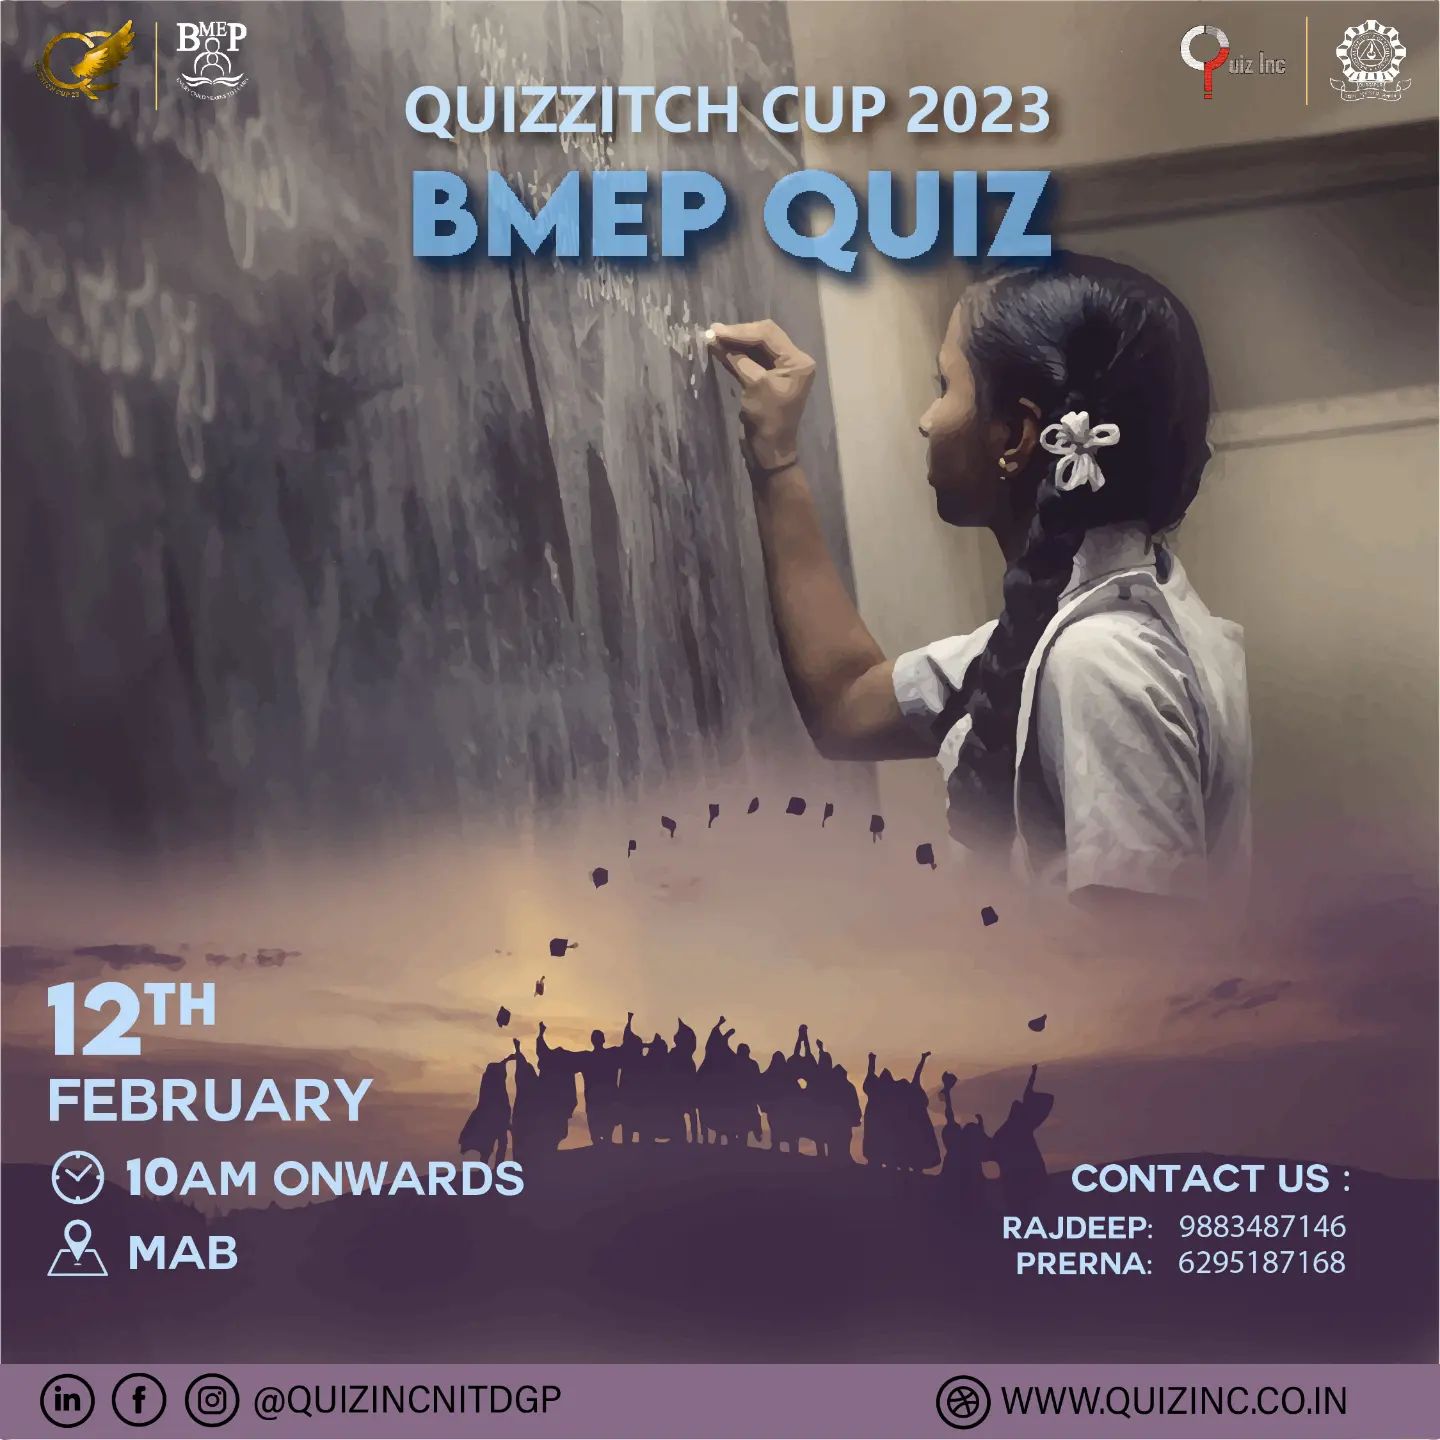 BMEP
Quiz Inc
QUIZZITCH CUP 2023
BMEP QUIZ
12TH
FEBRUARY
10AM ONWARDS
MAB
CONTACT US :
RAJDEEP: 9883487146
PRERNA: 6295187168
@QUIZINCNITDGP
WWW.QUIZINC.CO.IN